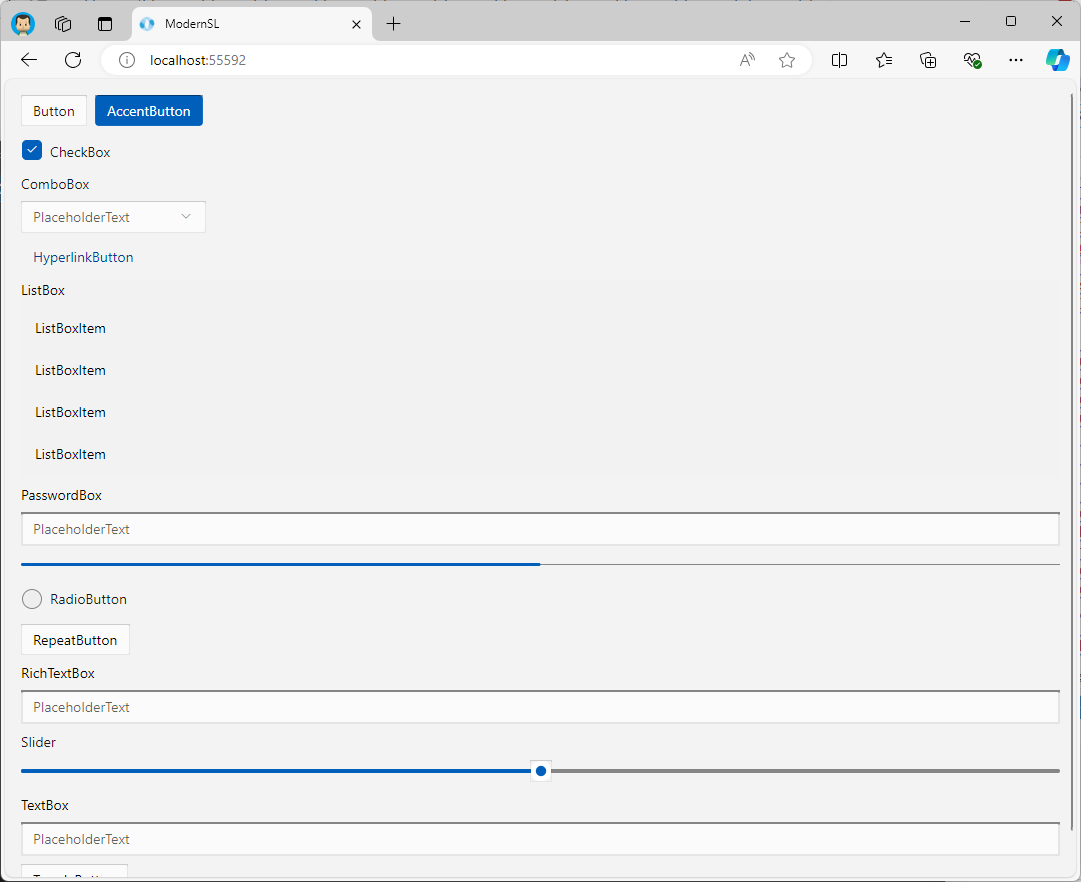 ModernSL
localhost:55592
Button AccentButton
CheckBox
ComboBox
PlaceholderText
HyperlinkButton
ListBox
ListBoxItem
ListBoxItem
ListBoxItem
ListBoxItem
PasswordBox
PlaceholderText
RadioButton
RepeatButton
RichTextBox
PlaceholderText
Slider
TextBox
PlaceholderText